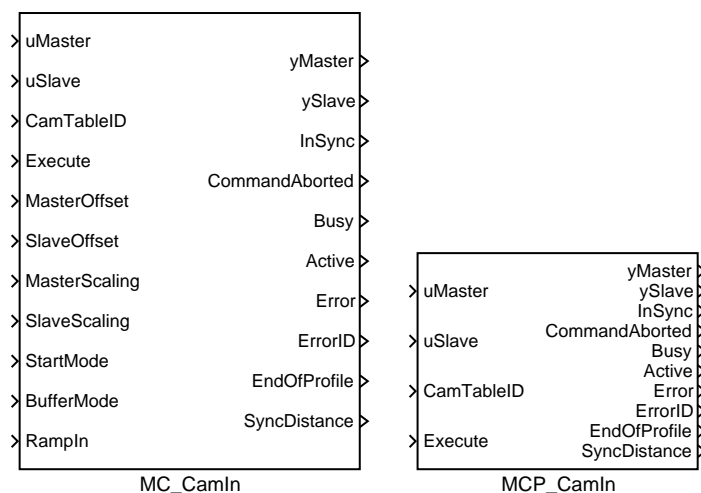 uMaster
uSlave
CamTableID
Execute
MasterOffset
SlaveOffset
MasterScaling
SlaveScaling
StartMode
BufferMode
RampIn
yMaster
ySlave
InSync
CommandAborted
Busy
Active
Error
ErrorID
EndOfProfile
SyncDistance
MC_CamIn
uMaster
uSlave
CamTableID
Execute
yMaster
ySlave
InSync
CommandAborted
Busy
Active
Error
ErrorID
EndOfProfile
SyncDistance
MCP_CamIn